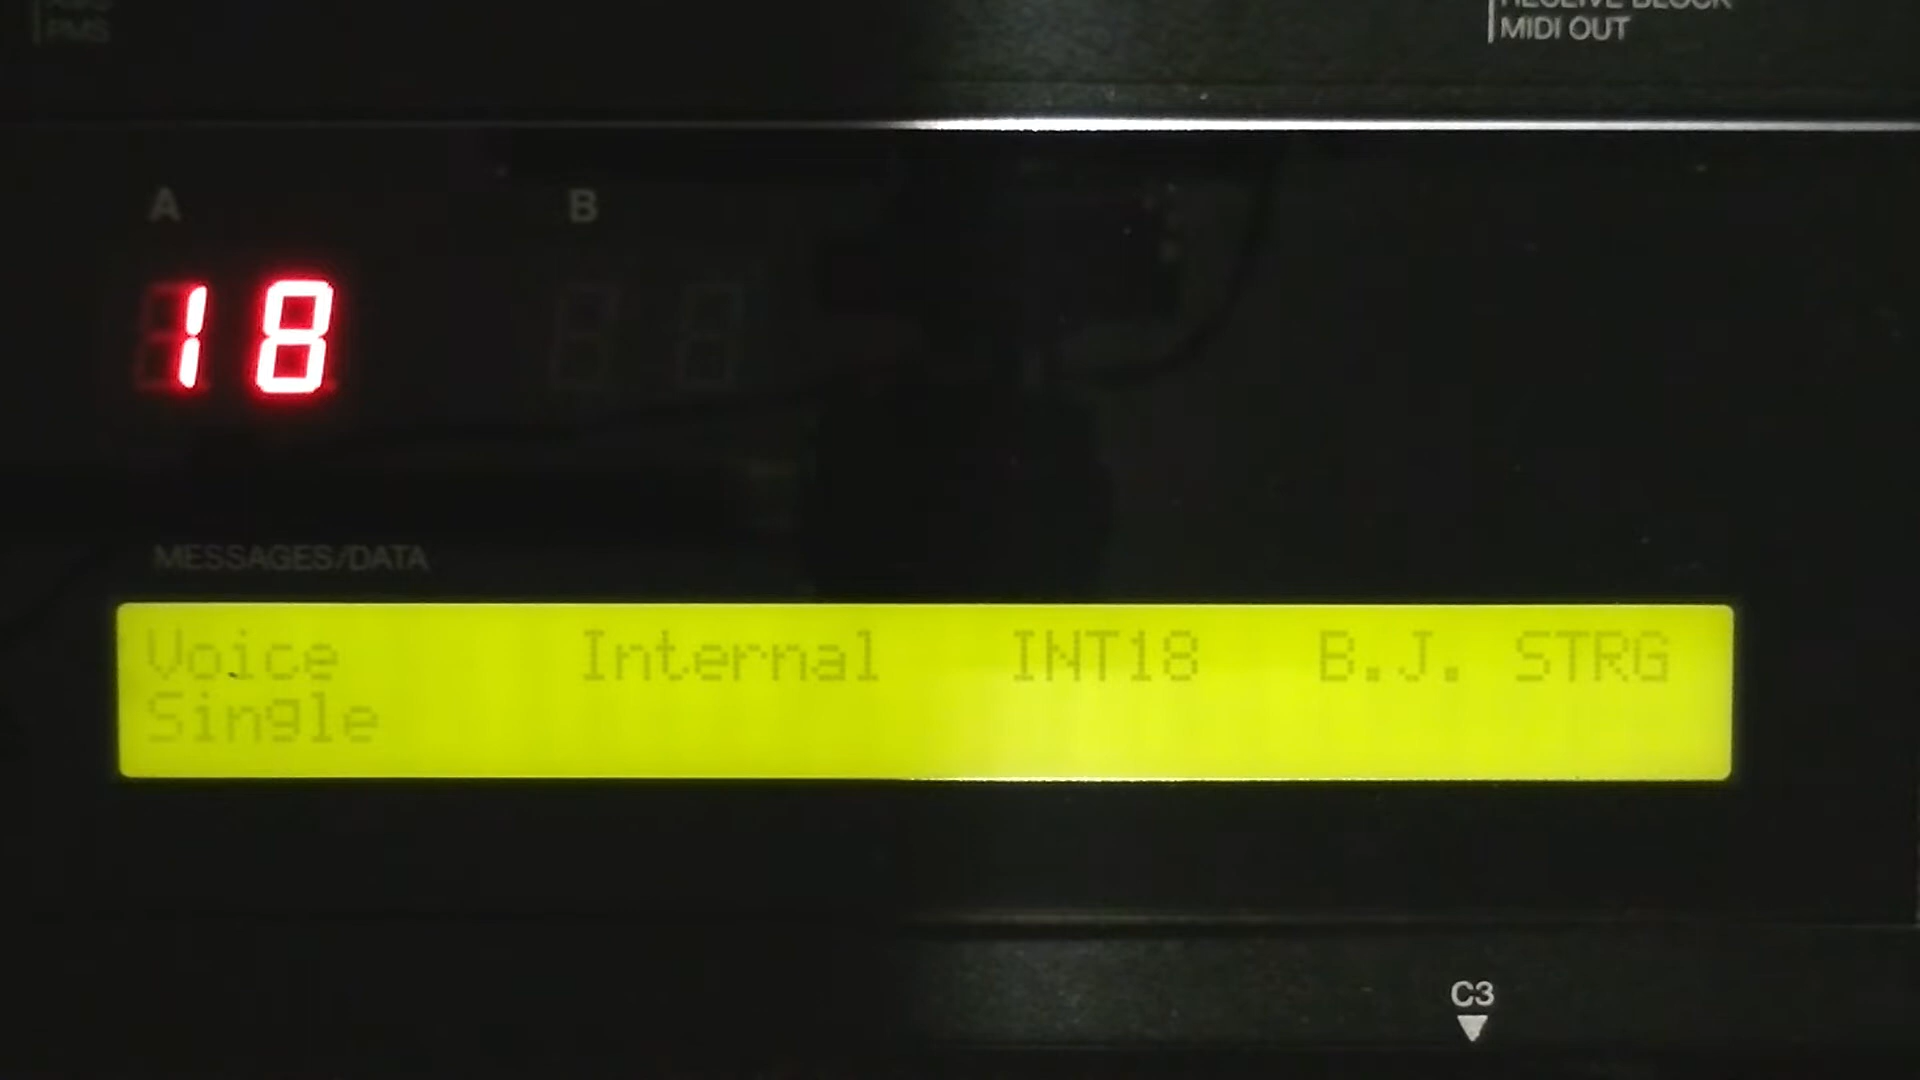 PMS
RECEIVE BLOCK
MIDI OUT
A B
18
MESSAGES/DATA
Voice Internal INT18 B.J. STRG
Single
C3